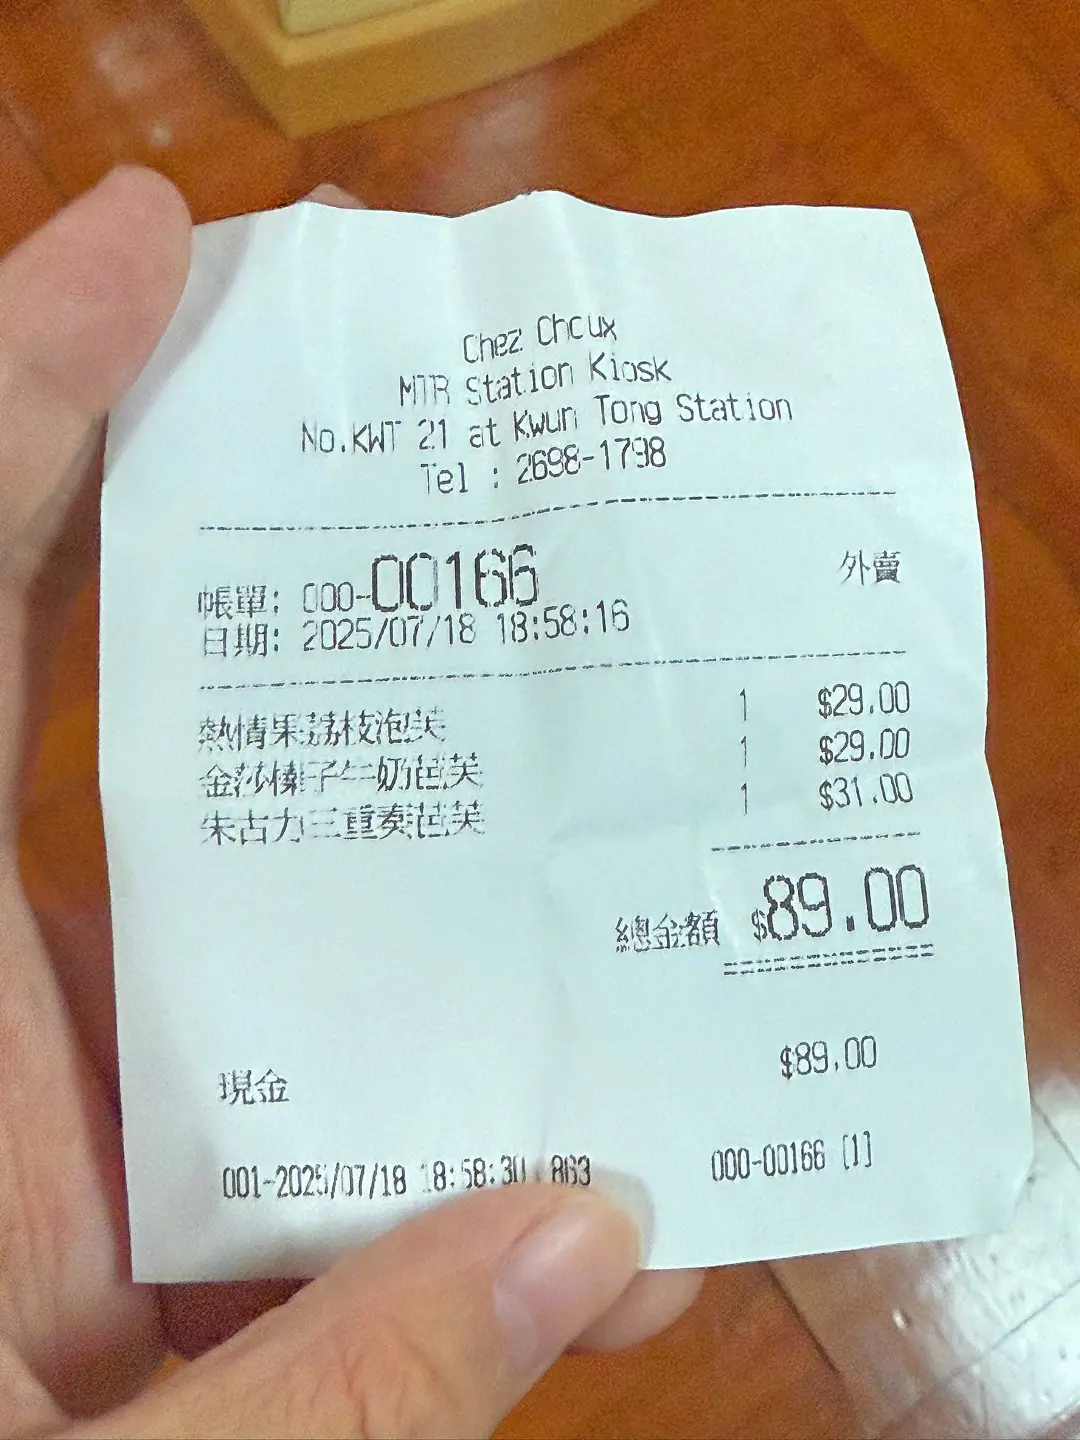 Chez Choux
MTR Station Kiosk
No.KWT 21 at Kwun Tong Station
Tel : 2698-1798
帳單: 000-00166 外賣
日期: 2025/07/18 18:58:16
熱情果荔枝泡芙 1 $29.00
金莎榛子牛奶芭芙 1 $29.00
朱古力三重奏芭芙 1 $31.00
總金額 $89.00
現金 $89.00
001-2025/07/18 18:58:30 863 000-00166 [1]